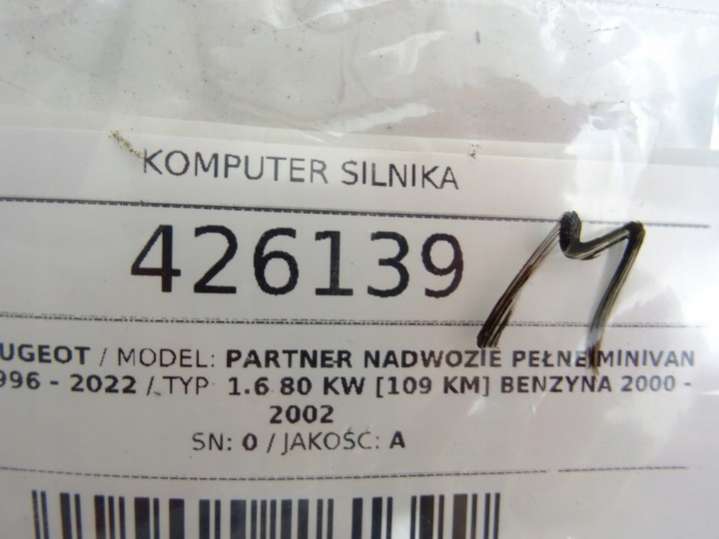 KOMPUTER SILNIKA
426139 M
UGEOT / MODEL: PARTNER NADWOZIE PEŁNE/MINIVAN
996 - 2022 / TYP 1.6 80 KW [109 KM] BENZYNA 2000 -
2002
SN: 0 / JAKOŚĆ: A